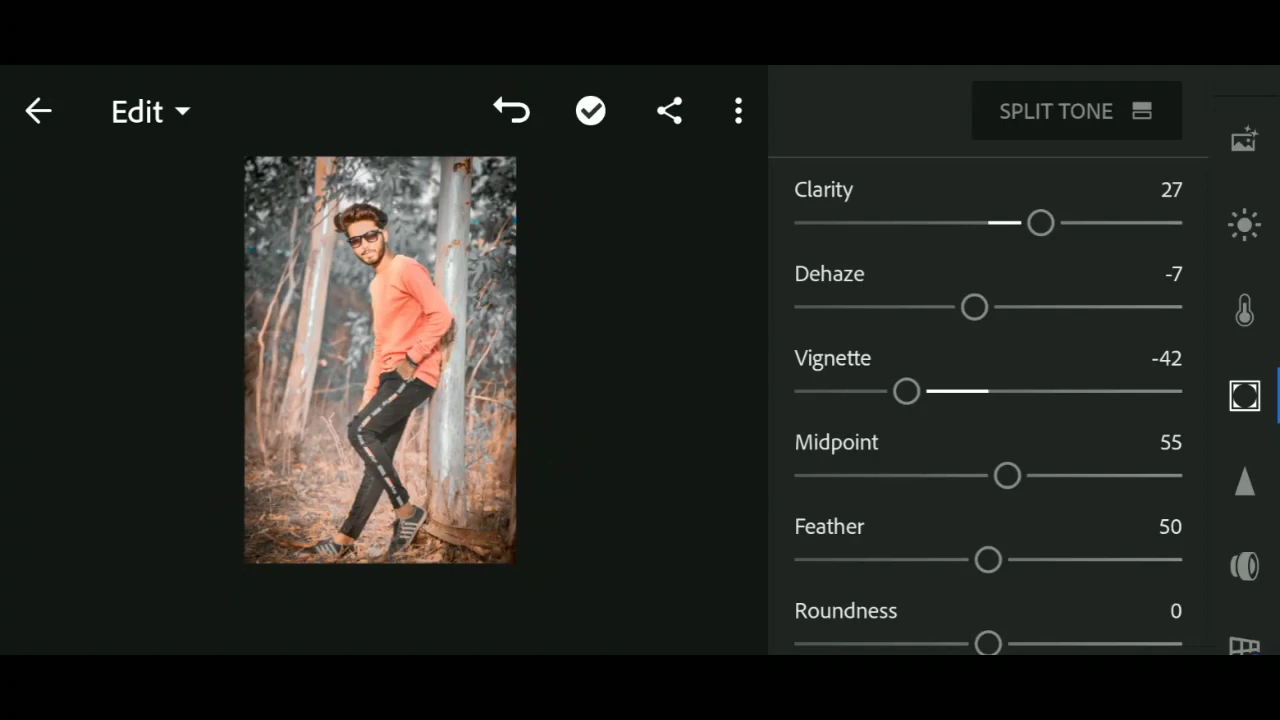 Edit
SPLIT TONE
Clarity 27
Dehaze -7
Vignette -42
Midpoint 55
Feather 50
Roundness 0